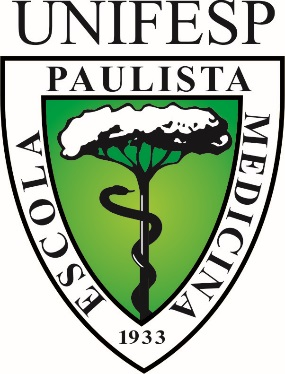 UNIFESP
ESCOLA
PAULISTA
MEDICINA
1933